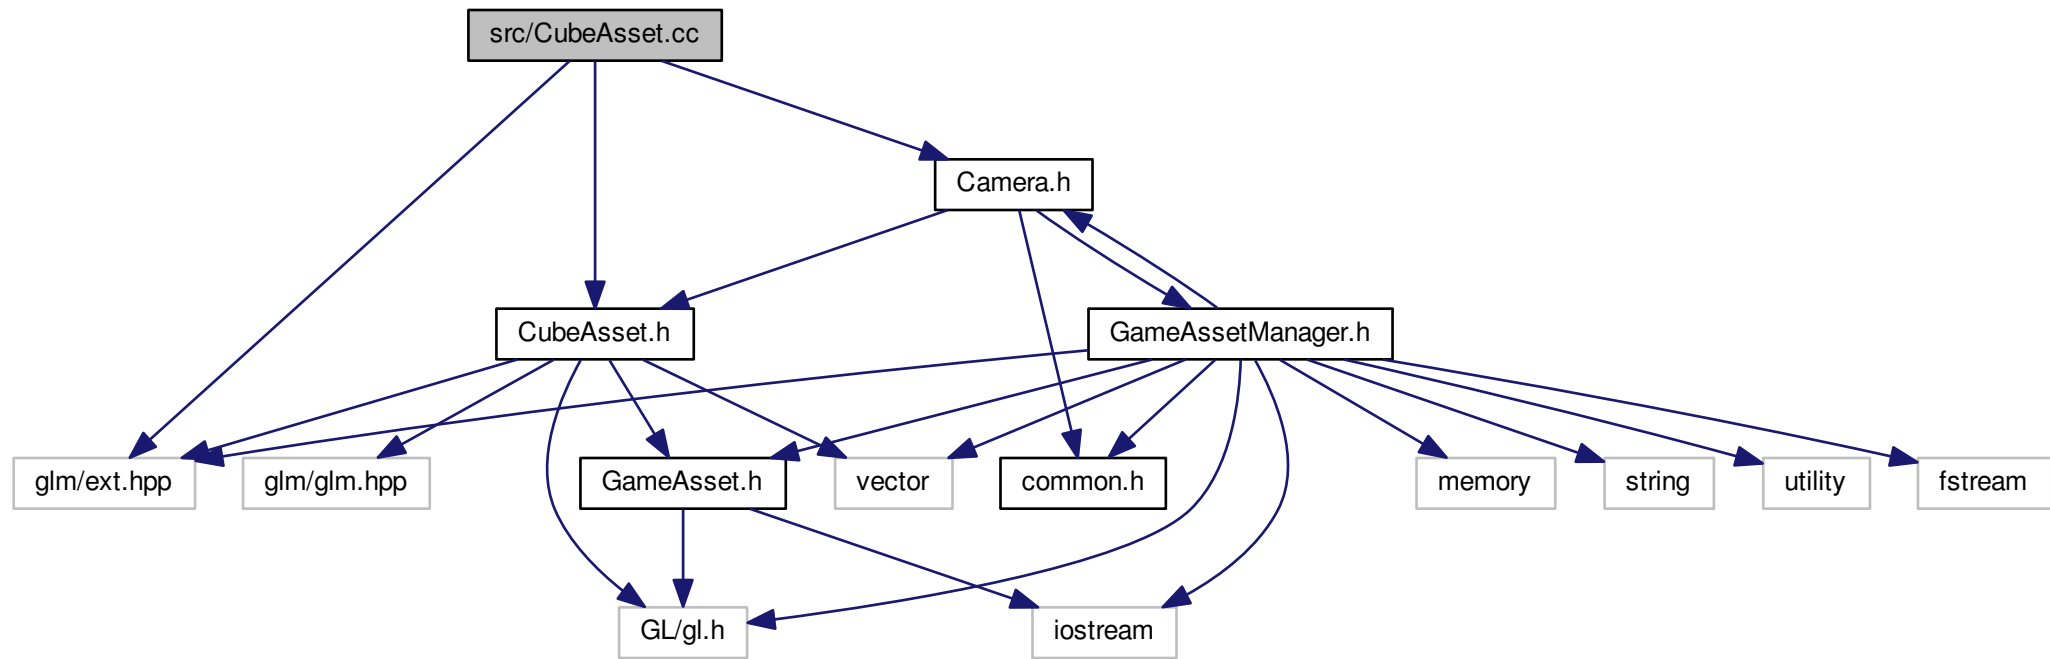 src/CubeAsset.cc
Camera.h
CubeAsset.h
GameAssetManager.h
glm/ext.hpp
glm/glm.hpp
GameAsset.h
vector
common.h
memory
string
utility
fstream
GL/gl.h
iostream